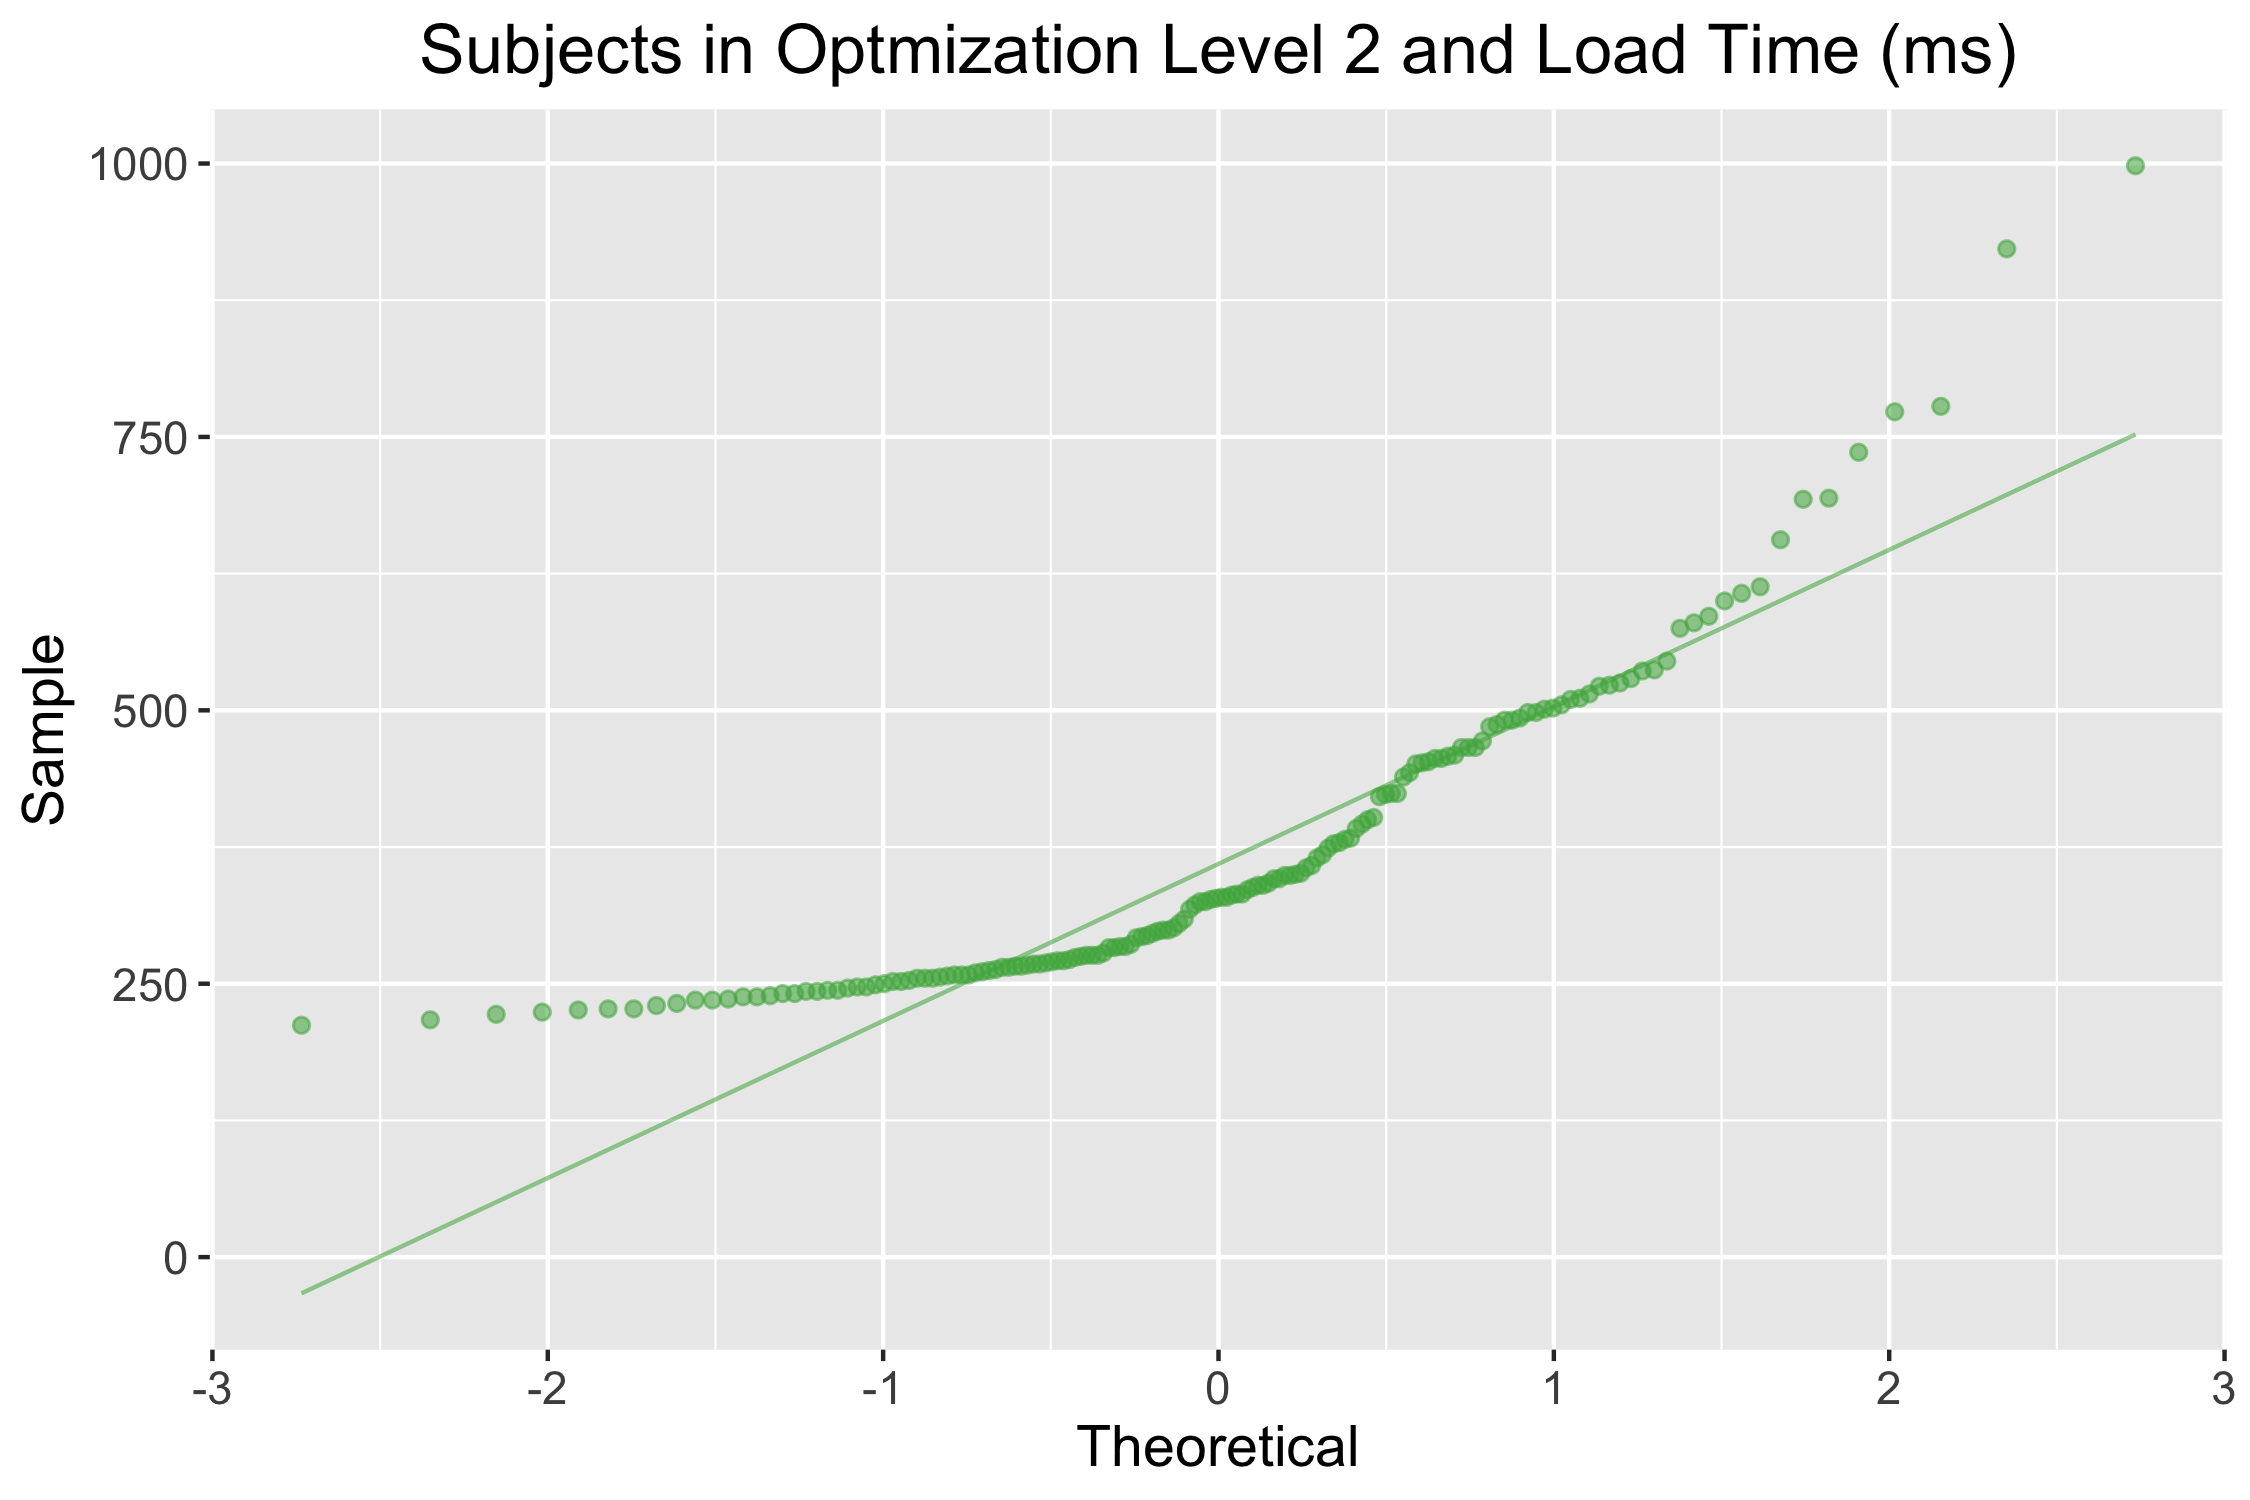 Subjects in Optmization Level 2 and Load Time (ms)
1000
750
500
250
0
Sample
-3 -2 -1 0 1 2 3
Theoretical